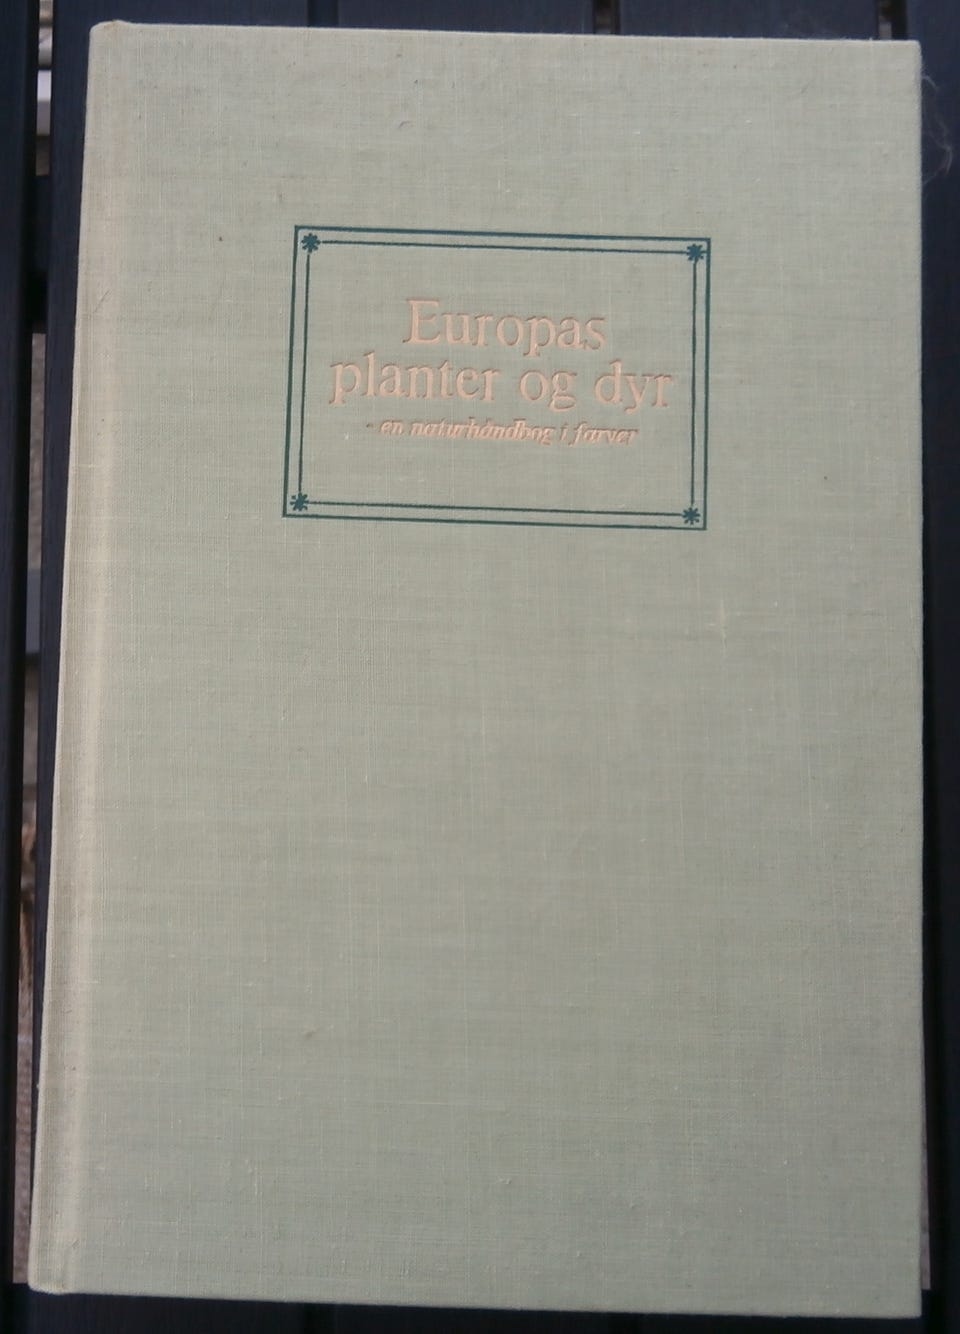 Europas
planter og dyr
- en naturhåndbog i farver